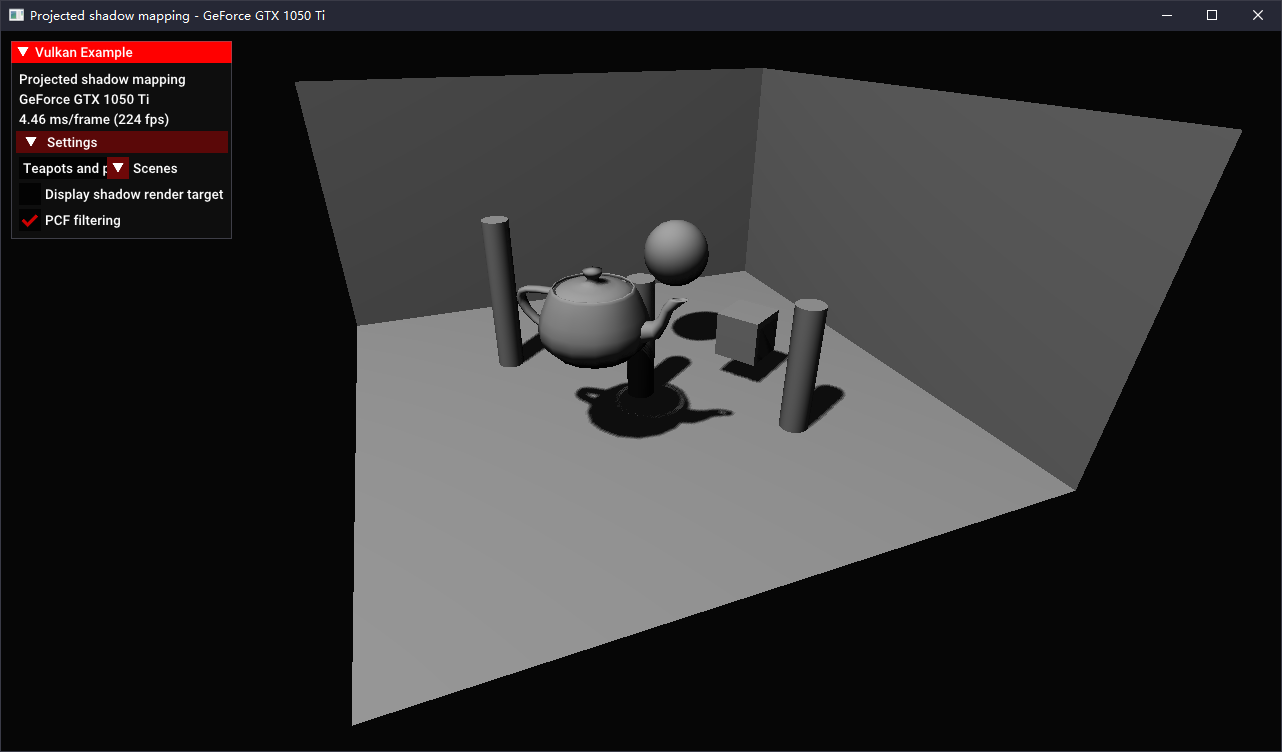 Projected shadow mapping - GeForce GTX 1050 Ti
Vulkan Example
Projected shadow mapping
GeForce GTX 1050 Ti
4.46 ms/frame (224 fps)
Settings
Teapots and p Scenes
Display shadow render target
PCF filtering